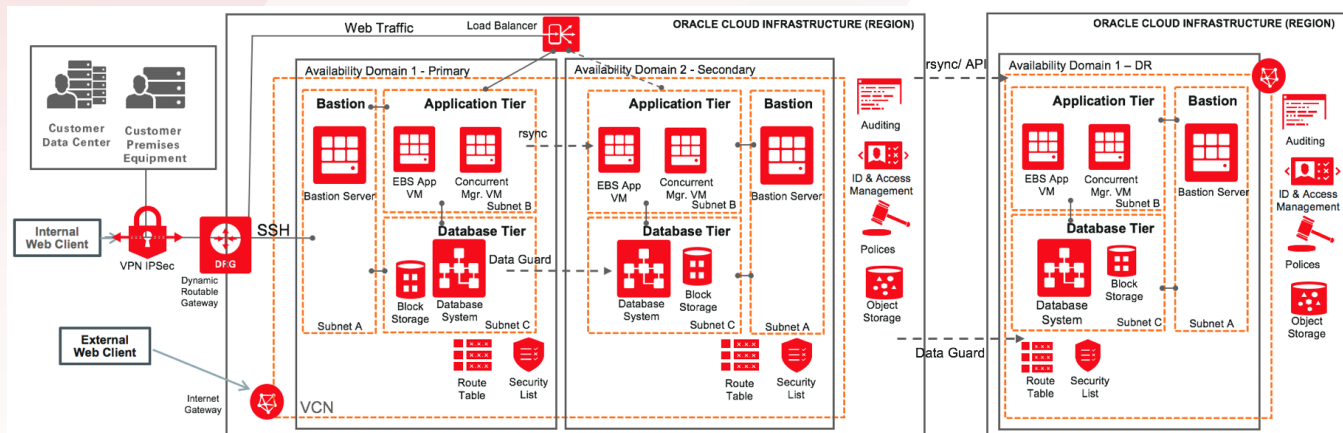 ORACLE CLOUD INFRASTRUCTURE (REGION)
Load Balancer
Web Traffic
Customer
Data Center
Customer
Premises
Equipment
Internal
Web Client
VPN IPSec
DRG
Dynamic
Routable
Gateway
SSH
External
Web Client
Internet
Gateway
VCN
Availability Domain 1 - Primary
Bastion
Bastion Server
Subnet A
Application Tier
EBS App
VM
Concurrent
Mgr. VM
Subnet B
Database Tier
Block
Storage
Database
System
Subnet C
Route
Table
Security
List
rsync
Data Guard
Availability Domain 2 - Secondary
Application Tier
EBS App
VM
Concurrent
Mgr. VM
Subnet B
Database Tier
Database
System
Block
Storage
Subnet C
Bastion
Bastion Server
Subnet A
Route
Table
Security
List
Auditing
ID & Access
Management
Polices
Object
Storage
rsync/ API
Data Guard
ORACLE CLOUD INFRASTRUCTURE (REGION)
Availability Domain 1 – DR
Application Tier
EBS App
VM
Concurrent
Mgr. VM
Subnet B
Database Tier
Database
System
Block
Storage
Subnet C
Bastion
Bastion Server
Subnet A
Route
Table
Security
List
Auditing
ID & Access
Management
Polices
Object
Storage